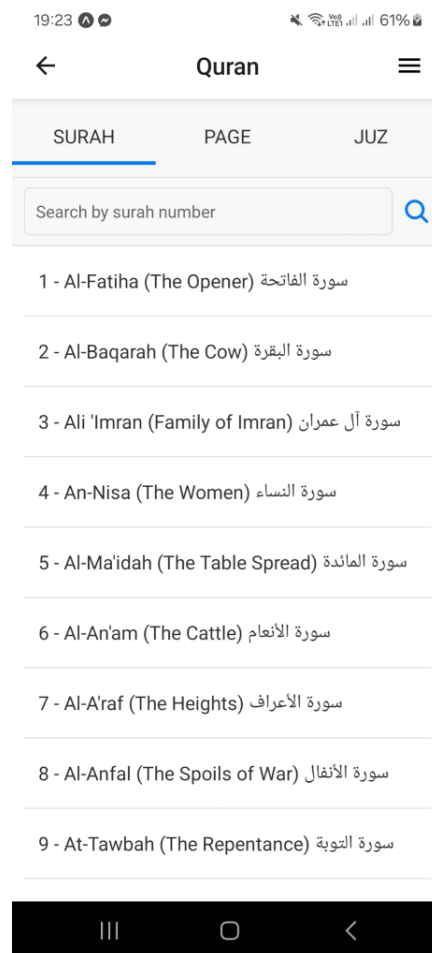 19:23 61%
Quran
SURAH PAGE JUZ
Search by surah number
1 - Al-Fatiha (The Opener) سورة الفاتحة
2 - Al-Baqarah (The Cow) سورة البقرة
3 - Ali 'Imran (Family of Imran) سورة آل عمران
4 - An-Nisa (The Women) سورة النساء
5 - Al-Ma'idah (The Table Spread) سورة المائدة
6 - Al-An'am (The Cattle) سورة الأنعام
7 - Al-A'raf (The Heights) سورة الأعراف
8 - Al-Anfal (The Spoils of War) سورة الأنفال
9 - At-Tawbah (The Repentance) سورة التوبة